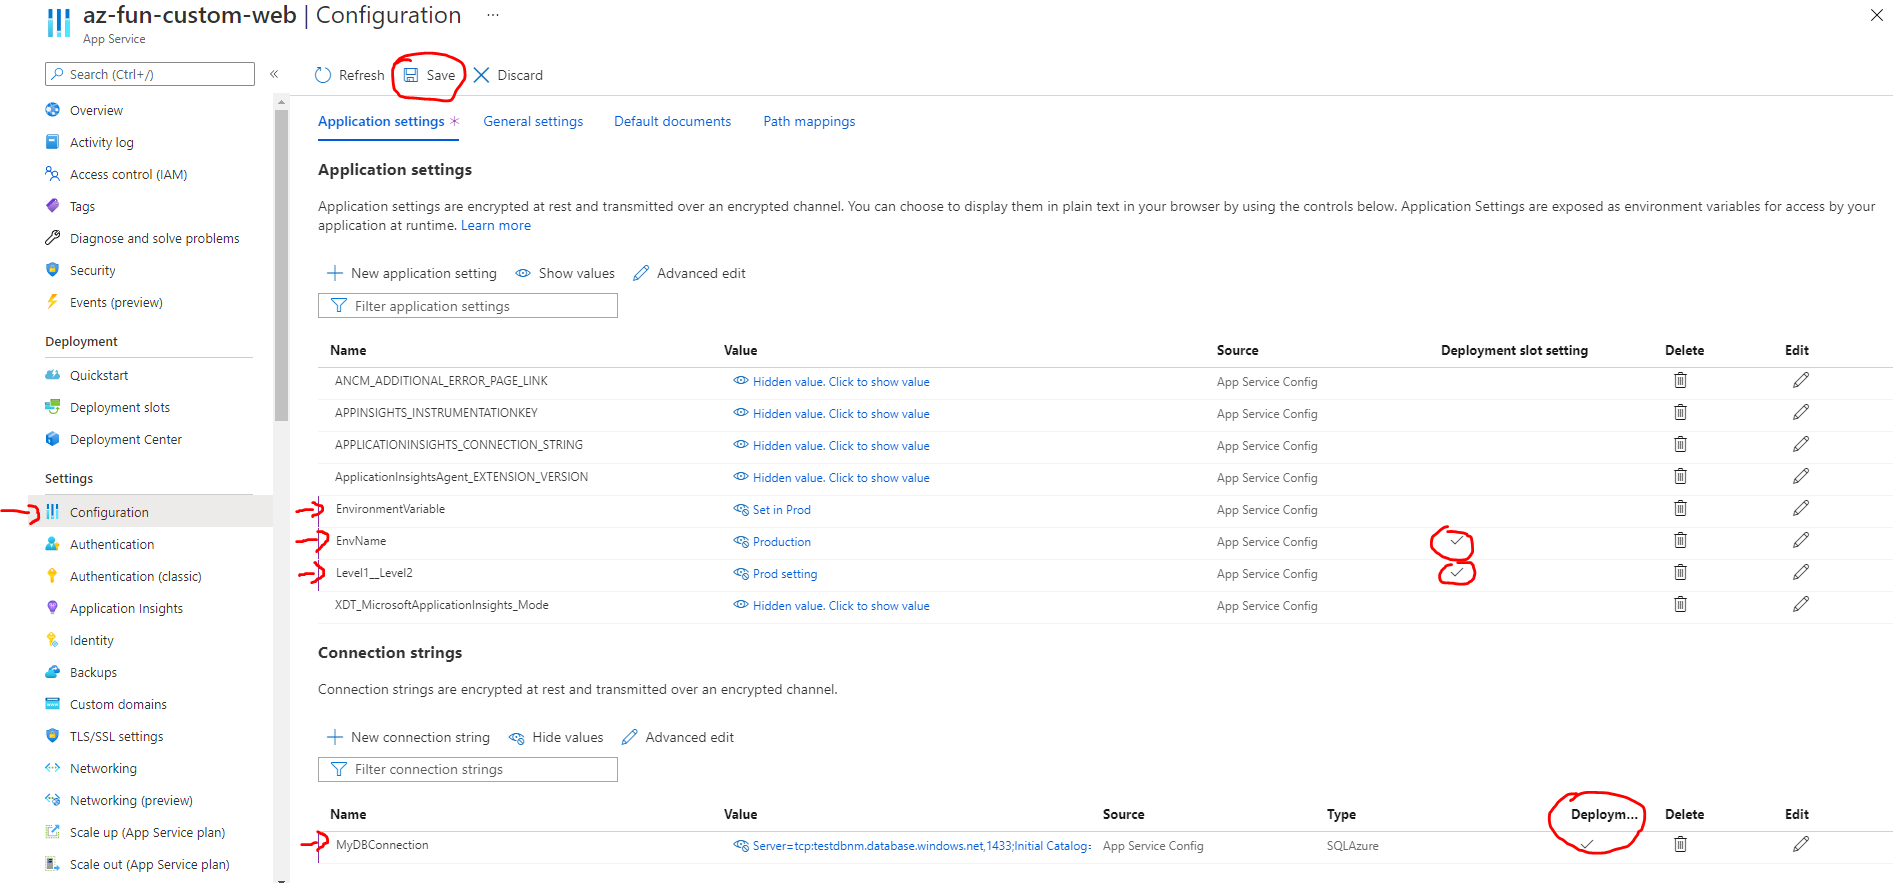 az-fun-custom-web | Configuration ...
App Service
Search (Ctrl+/) «
Overview
Activity log
Access control (IAM)
Tags
Diagnose and solve problems
Security
Events (preview)
Deployment
Quickstart
Deployment slots
Deployment Center
Settings
Configuration
Authentication
Authentication (classic)
Application Insights
Identity
Backups
Custom domains
TLS/SSL settings
Networking
Networking (preview)
Scale up (App Service plan)
Scale out (App Service plan)
Refresh Save Discard
Application settings * General settings Default documents Path mappings
Application settings
Application settings are encrypted at rest and transmitted over an encrypted channel. You can choose to display them in plain text in your browser by using the controls below. Application Settings are exposed as environment variables for access by your
application at runtime. Learn more
New application setting Show values Advanced edit
Filter application settings
Name Value Source Deployment slot setting Delete Edit
ANCM_ADDITIONAL_ERROR_PAGE_LINK Hidden value. Click to show value App Service Config
APPINSIGHTS_INSTRUMENTATIONKEY Hidden value. Click to show value App Service Config
APPLICATIONINSIGHTS_CONNECTION_STRING Hidden value. Click to show value App Service Config
ApplicationInsightsAgent_EXTENSION_VERSION Hidden value. Click to show value App Service Config
EnvironmentVariable Set in Prod App Service Config
EnvName Production App Service Config
Level1__Level2 Prod setting App Service Config
XDT_MicrosoftApplicationInsights_Mode Hidden value. Click to show value App Service Config
Connection strings
Connection strings are encrypted at rest and transmitted over an encrypted channel.
New connection string Hide values Advanced edit
Filter connection strings
Name Value Source Type Deploym... Delete Edit
MyDBConnection Server=tcp:testdbnm.database.windows.net,1433;Initial Catalog= App Service Config SQLAzure